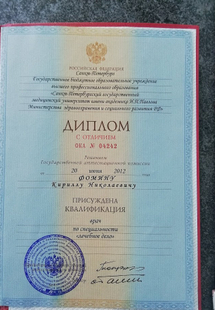 РОССИЙСКАЯ ФЕДЕРАЦИЯ
Санкт-Петербург
Государственное бюджетное образовательное учреждение
высшего профессионального образования
«Санкт-Петербургский государственный
медицинский университет имени академика И.П.Павлова»
Министерства здравоохранения и социального развития РФ
ДИПЛОМ
С ОТЛИЧИЕМ
ОКА № 04342
Решением
Государственной аттестационной комиссии
от 20 июня 2012 года
ФОМИНУ
Кириллу Николаевичу
ПРИСУЖДЕНА
КВАЛИФИКАЦИЯ
врач
по специальности
«лечебное дело»